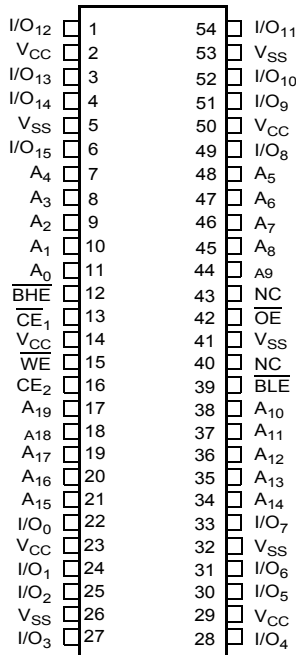 I/O12 1 54 I/O11
VCC 2 53 VSS
I/O13 3 52 I/O10
I/O14 4 51 I/O9
VSS 5 50 VCC
I/O15 6 49 I/O8
A4 7 48 A5
A3 8 47 A6
A2 9 46 A7
A1 10 45 A8
A0 11 44 A9
B̅H̅E̅ 12 43 NC
C̅E̅1 13 42 O̅E̅
VCC 14 41 VSS
W̅E̅ 15 40 NC
CE2 16 39 B̅L̅E̅
A19 17 38 A10
A18 18 37 A11
A17 19 36 A12
A16 20 35 A13
A15 21 34 A14
I/O0 22 33 I/O7
VCC 23 32 VSS
I/O1 24 31 I/O6
I/O2 25 30 I/O5
VSS 26 29 VCC
I/O3 27 28 I/O4